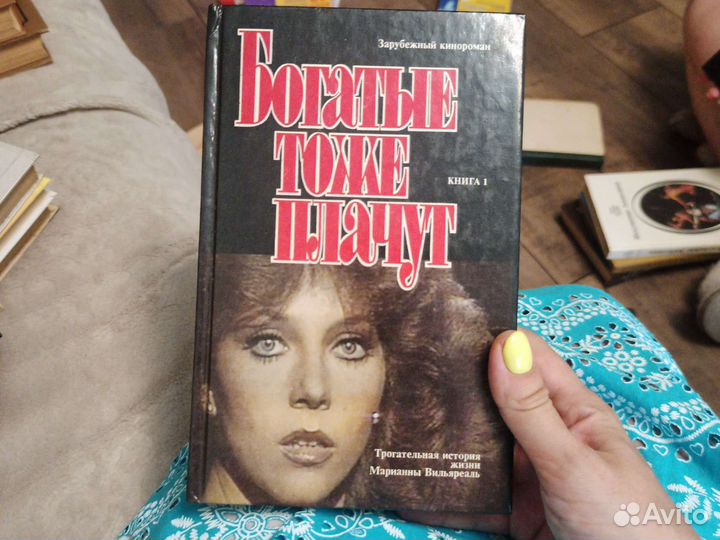 Зарубежный кинороман
Богатые
тоже
плачут
КНИГА 1
Трогательная история
жизни
Марианны Вильяреаль
Avito